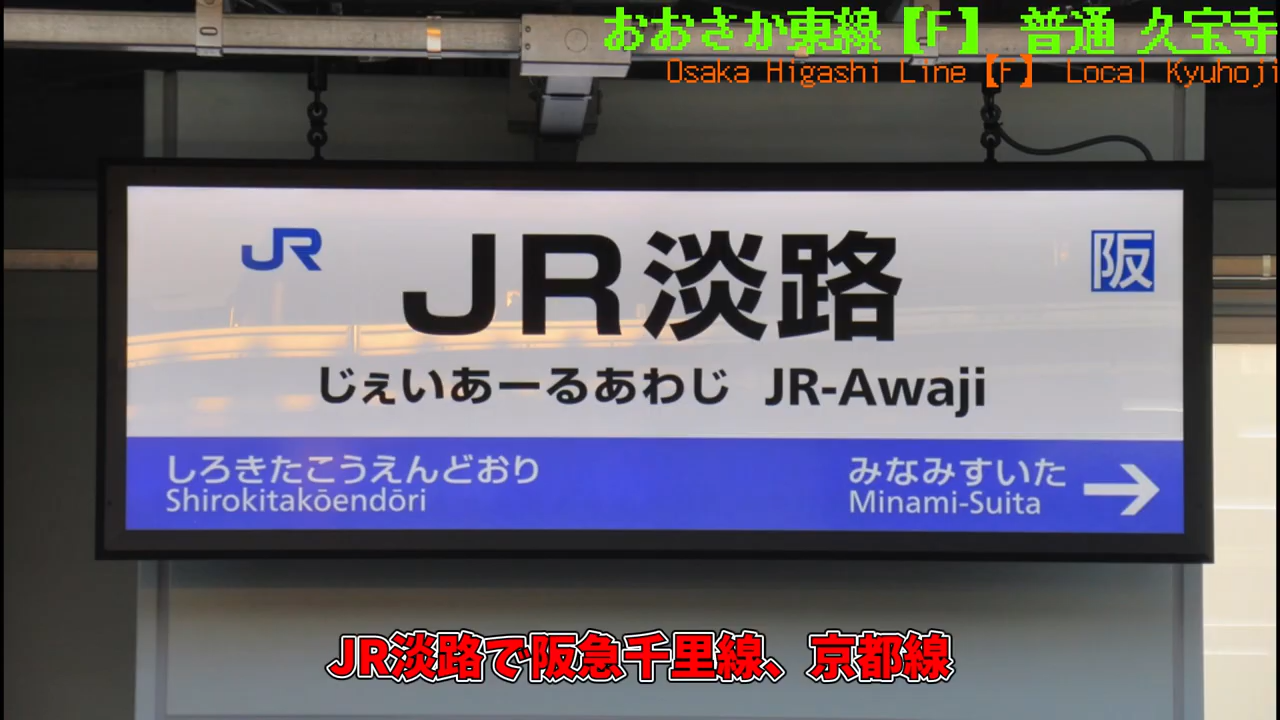 おおさか東線【F】 普通 久宝寺
Osaka Higashi Line【F】 Local Kyuhoji
JR
JR淡路
阪
じぇいあーるあわじ JR-Awaji
しろきたこうえんどおり
Shirokitakōendōri
みなみすいた
Minami-Suita
JR淡路で阪急千里線、京都線